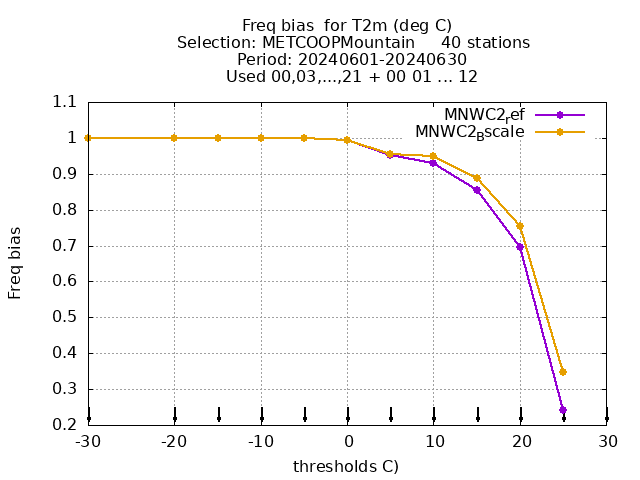 Freq bias  for T2m (deg C)
Selection: METCOOPMountain     40 stations
Period: 20240601-20240630
Used 00,03,...,21 + 00 01 ... 12
MNWC2ref
MNWC2Bscale
1.1
1
0.9
0.8
0.7
0.6
0.5
0.4
0.3
0.2
Freq bias
-30 -20 -10 0 10 20 30
thresholds C)